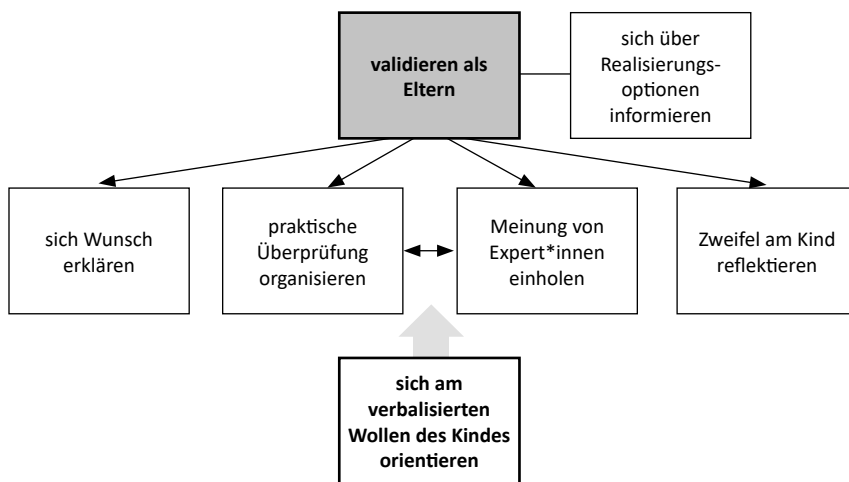 validieren als
Eltern
sich über
Realisierungs-
optionen
informieren
sich Wunsch
erklären
praktische
Überprüfung
organisieren
Meinung von
Expert*innen
einholen
Zweifel am Kind
reflektieren
sich am
verbalisierten
Wollen des Kindes
orientieren